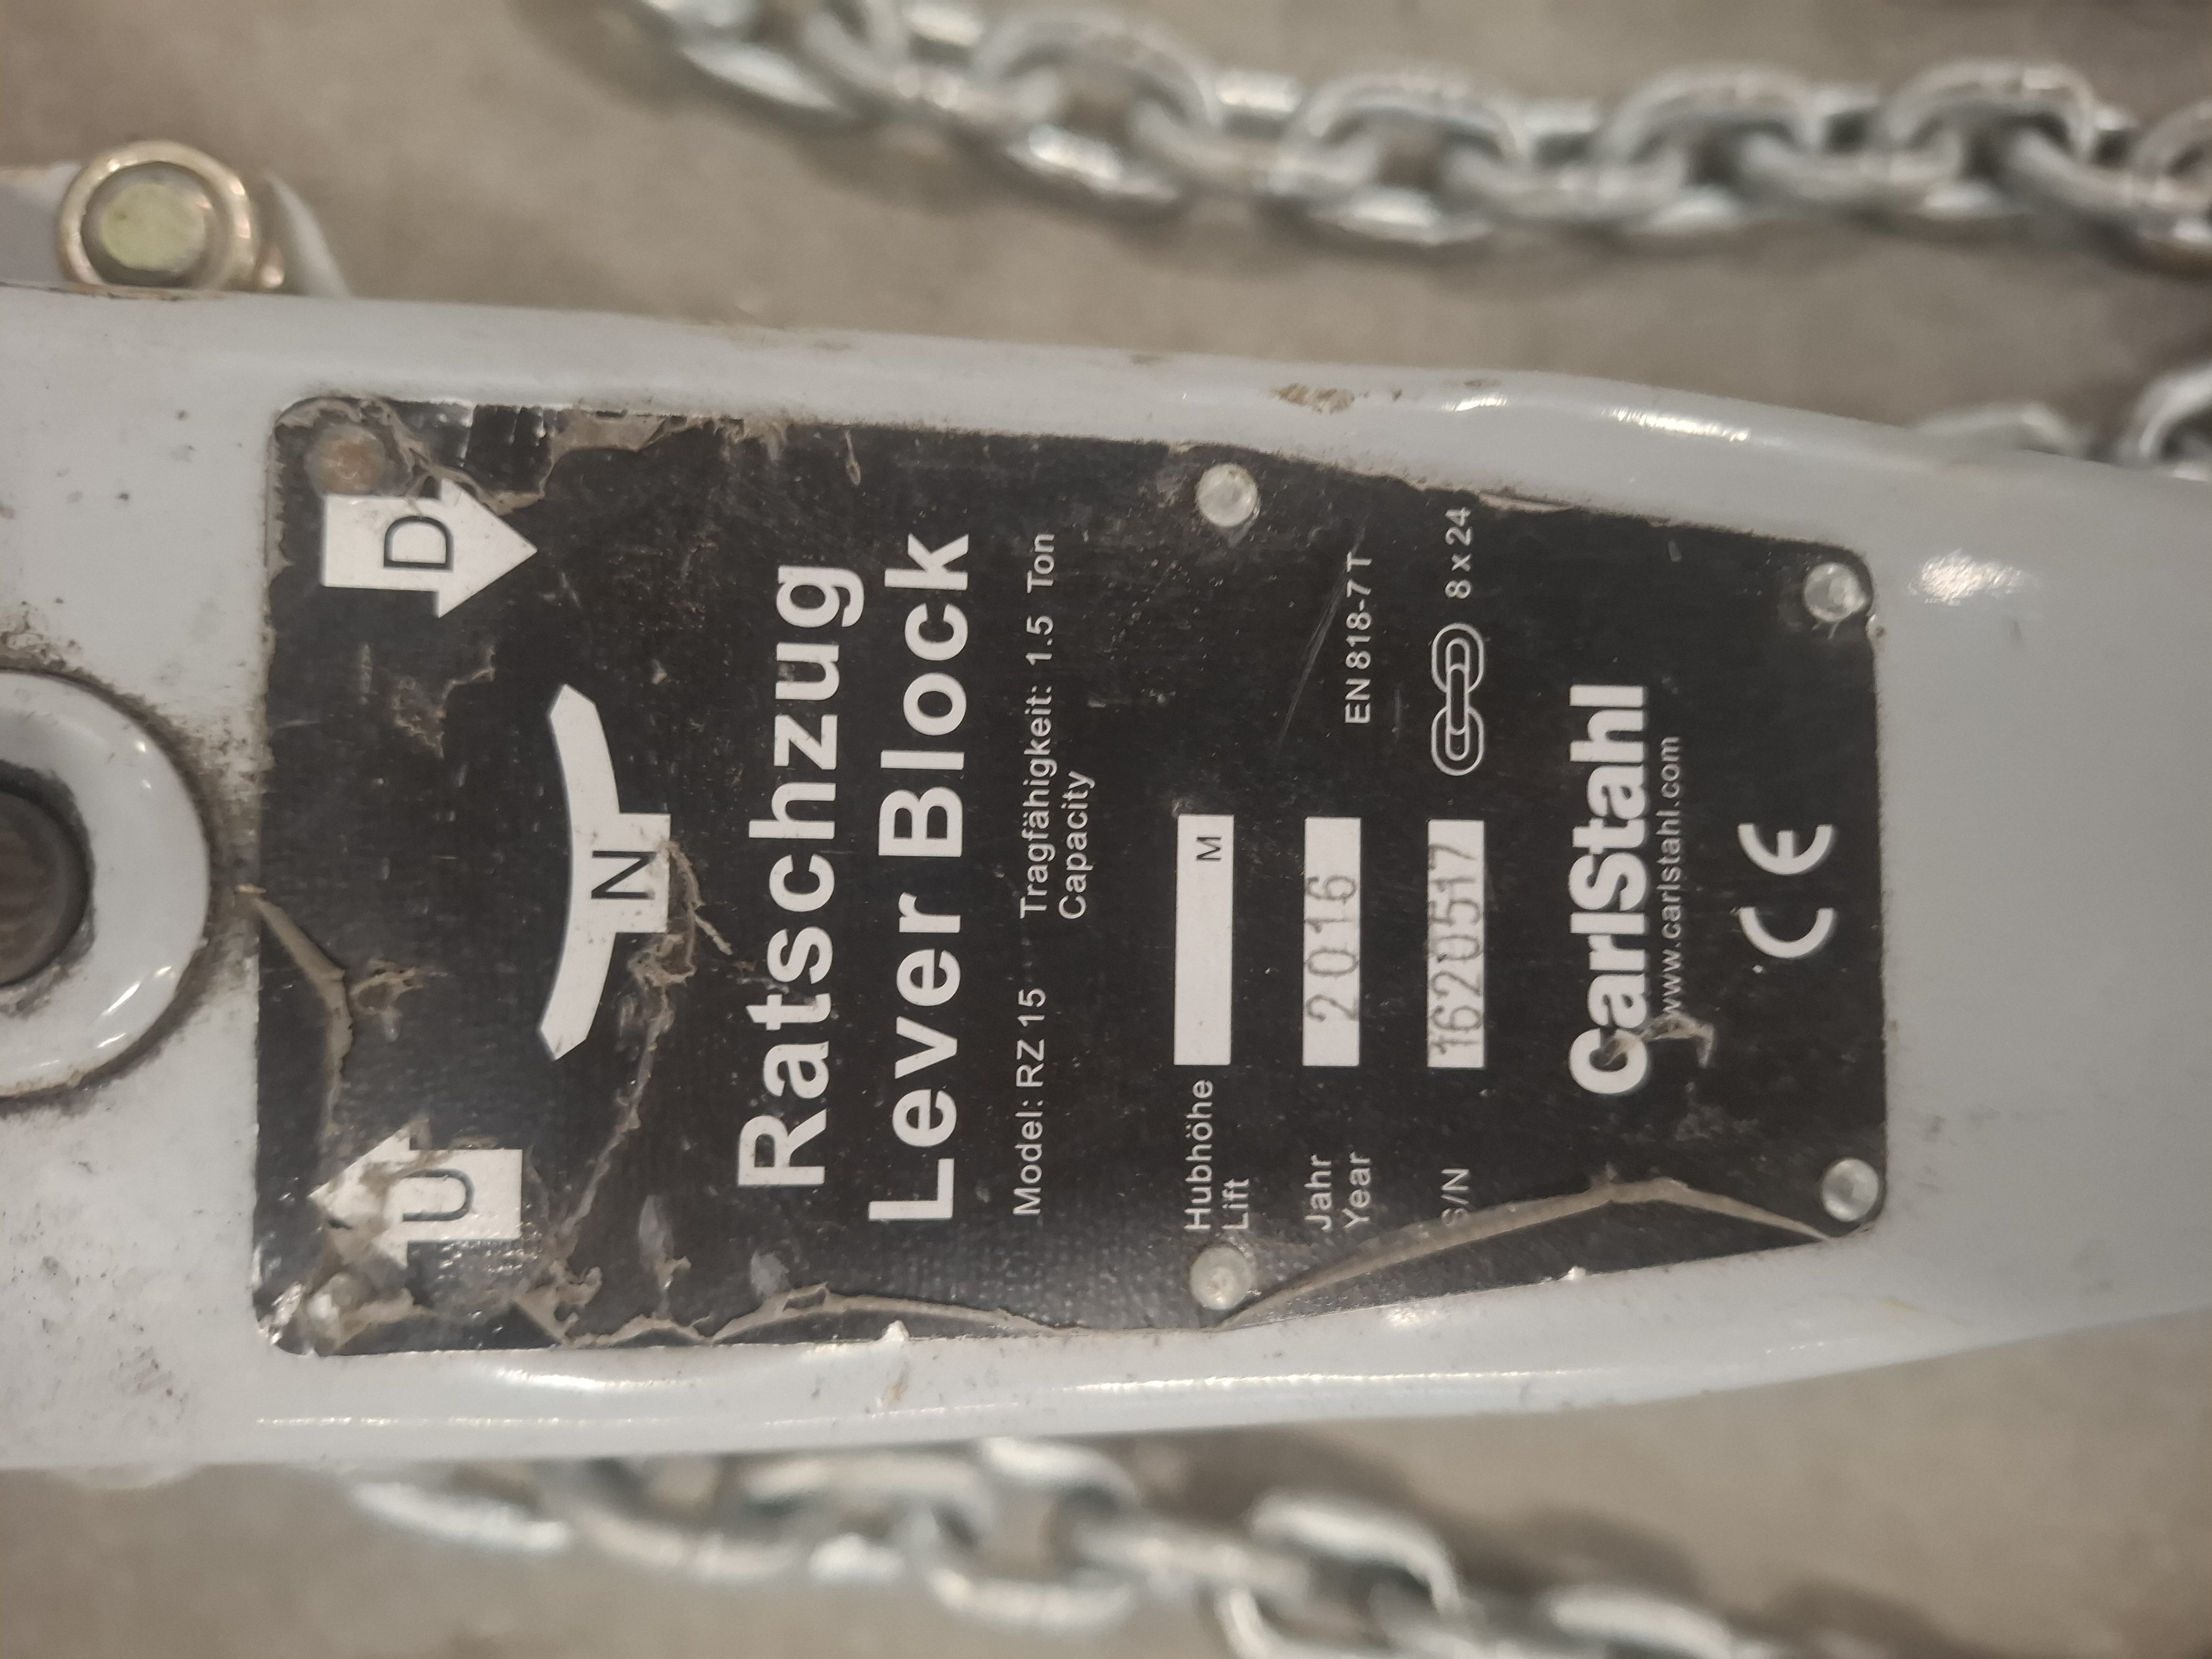 U
D
N
Ratschzug
Lever Block
Model: RZ 15 Tragfähigkeit: 1.5 Ton
Capacity
Hubhöhe M
Lift
Jahr 2016 EN 818-7 T
Year
S/N 1620517 8 x 24
CarlStahl
www.carlstahl.com
CE